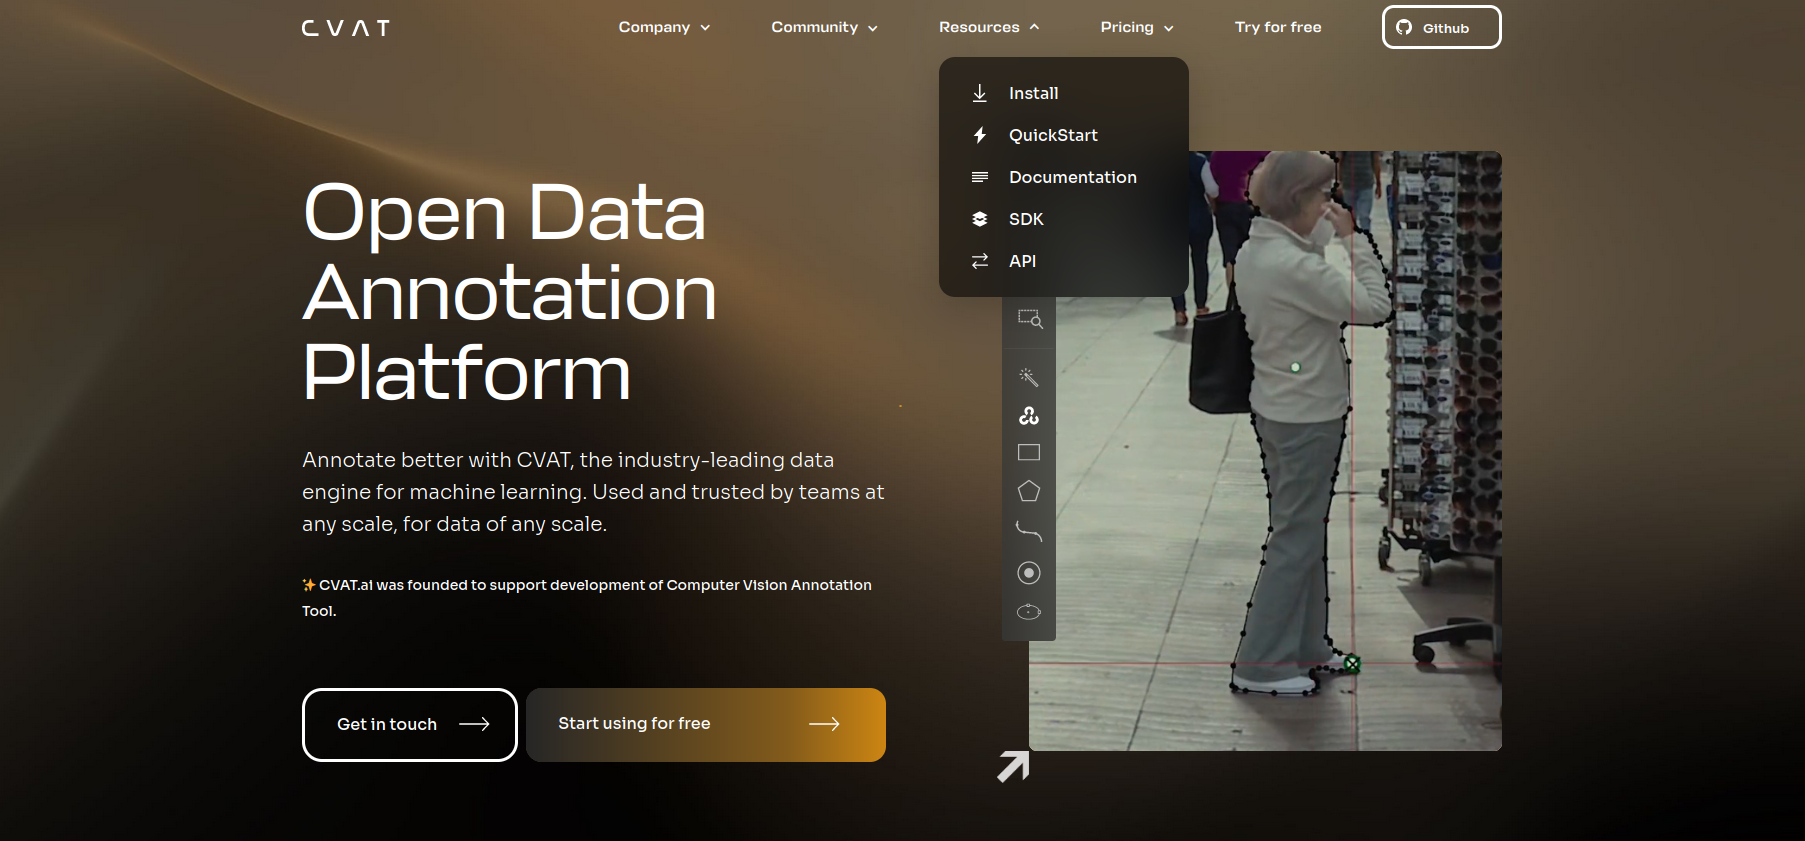 CVAT
Company
Community
Resources
Pricing
Try for free
Github
Install
QuickStart
Documentation
SDK
API
Open Data
Annotation
Platform
Annotate better with CVAT, the industry-leading data
engine for machine learning. Used and trusted by teams at
any scale, for data of any scale.
✨ CVAT.ai was founded to support development of Computer Vision Annotation
Tool.
Get in touch
Start using for free